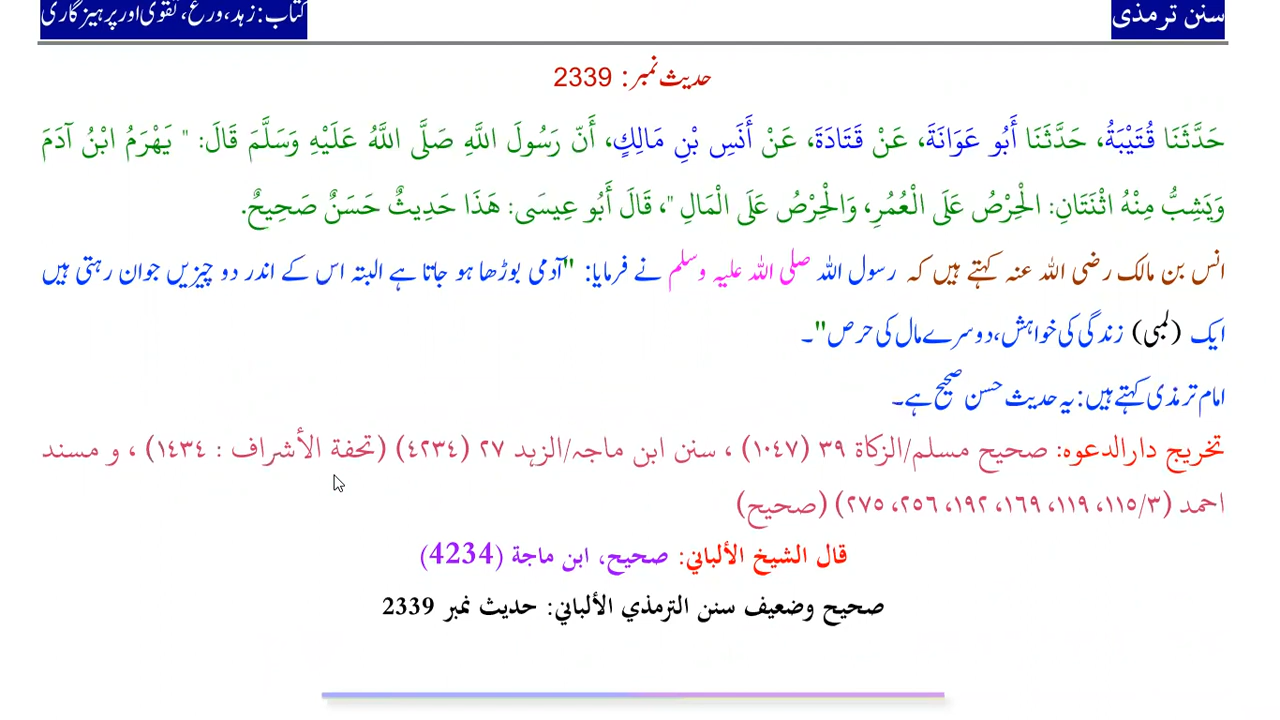 سنن ترمذی
کتاب: زہد، ورع، تقوی اور پرہیز گاری
حدیث نمبر: 2339
حَدَّثَنَا قُتَيْبَةُ، حَدَّثَنَا أَبُو عَوَانَةَ، عَنْ قَتَادَةَ، عَنْ أَنَسِ بْنِ مَالِكٍ، أَنّ رَسُولَ اللَّهِ صَلَّى اللَّهُ عَلَيْهِ وَسَلَّمَ قَالَ: " يَهْرَمُ ابْنُ آدَمَ
وَيَشِبُّ مِنْهُ اثْنَتَانِ: الْحِرْصُ عَلَى الْعُمُرِ، وَالْحِرْصُ عَلَى الْمَالِ "، قَالَ أَبُو عِيسَى: هَذَا حَدِيثٌ حَسَنٌ صَحِيحٌ.
انس بن مالک رضی اللہ عنہ کہتے ہیں کہ رسول اللہ صلی اللہ علیہ وسلم نے فرمایا: "آدمی بوڑھا ہو جاتا ہے البتہ اس کے اندر دو چیزیں جوان رہتی ہیں
ایک (لمبی) زندگی کی خواہش، دوسرے مال کی حرص"۔
امام ترمذی کہتے ہیں: یہ حدیث حسن صحیح ہے۔
تخریج دارالدعوہ: صحیح مسلم/الزکاة ۳۹ (۱۰۴۷) ، سنن ابن ماجہ/الزہد ۲۷ (۴۲۳۴) (تحفة الأشراف : ۱۴۳۴) ، و مسند
احمد (۳/۱۱۵، ۱۱۹، ۱۶۹، ۱۹۲، ۲۵۶، ۲۷۵) (صحیح)
قال الشيخ الألباني: صحيح، ابن ماجة (4234)
صحيح وضعيف سنن الترمذي الألباني: حديث نمبر 2339